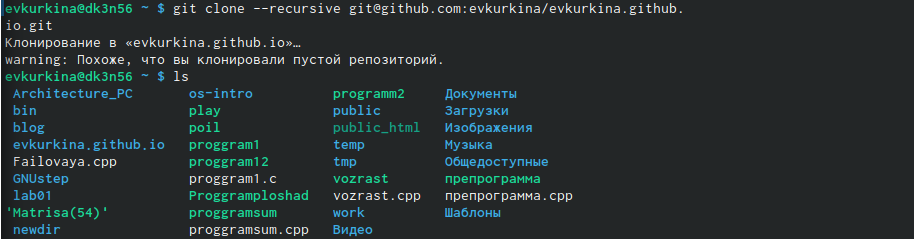 evkurkina@dk3n56 ~ $ git clone --recursive git@github.com:evkurkina/evkurkina.github.
io.git
Клонирование в «evkurkina.github.io»…
warning: Похоже, что вы клонировали пустой репозиторий.
evkurkina@dk3n56 ~ $ ls
Architecture_PC os-intro programm2 Документы
bin play public Загрузки
blog poil public_html Изображения
evkurkina.github.io proggram1 temp Музыка
Failovaya.cpp proggram12 tmp Общедоступные
GNUstep proggram1.c vozrast препрограмма
lab01 Proggramploshad vozrast.cpp препрограмма.cpp
'Matrisa(54)' proggramsum work Шаблоны
newdir proggramsum.cpp Видео